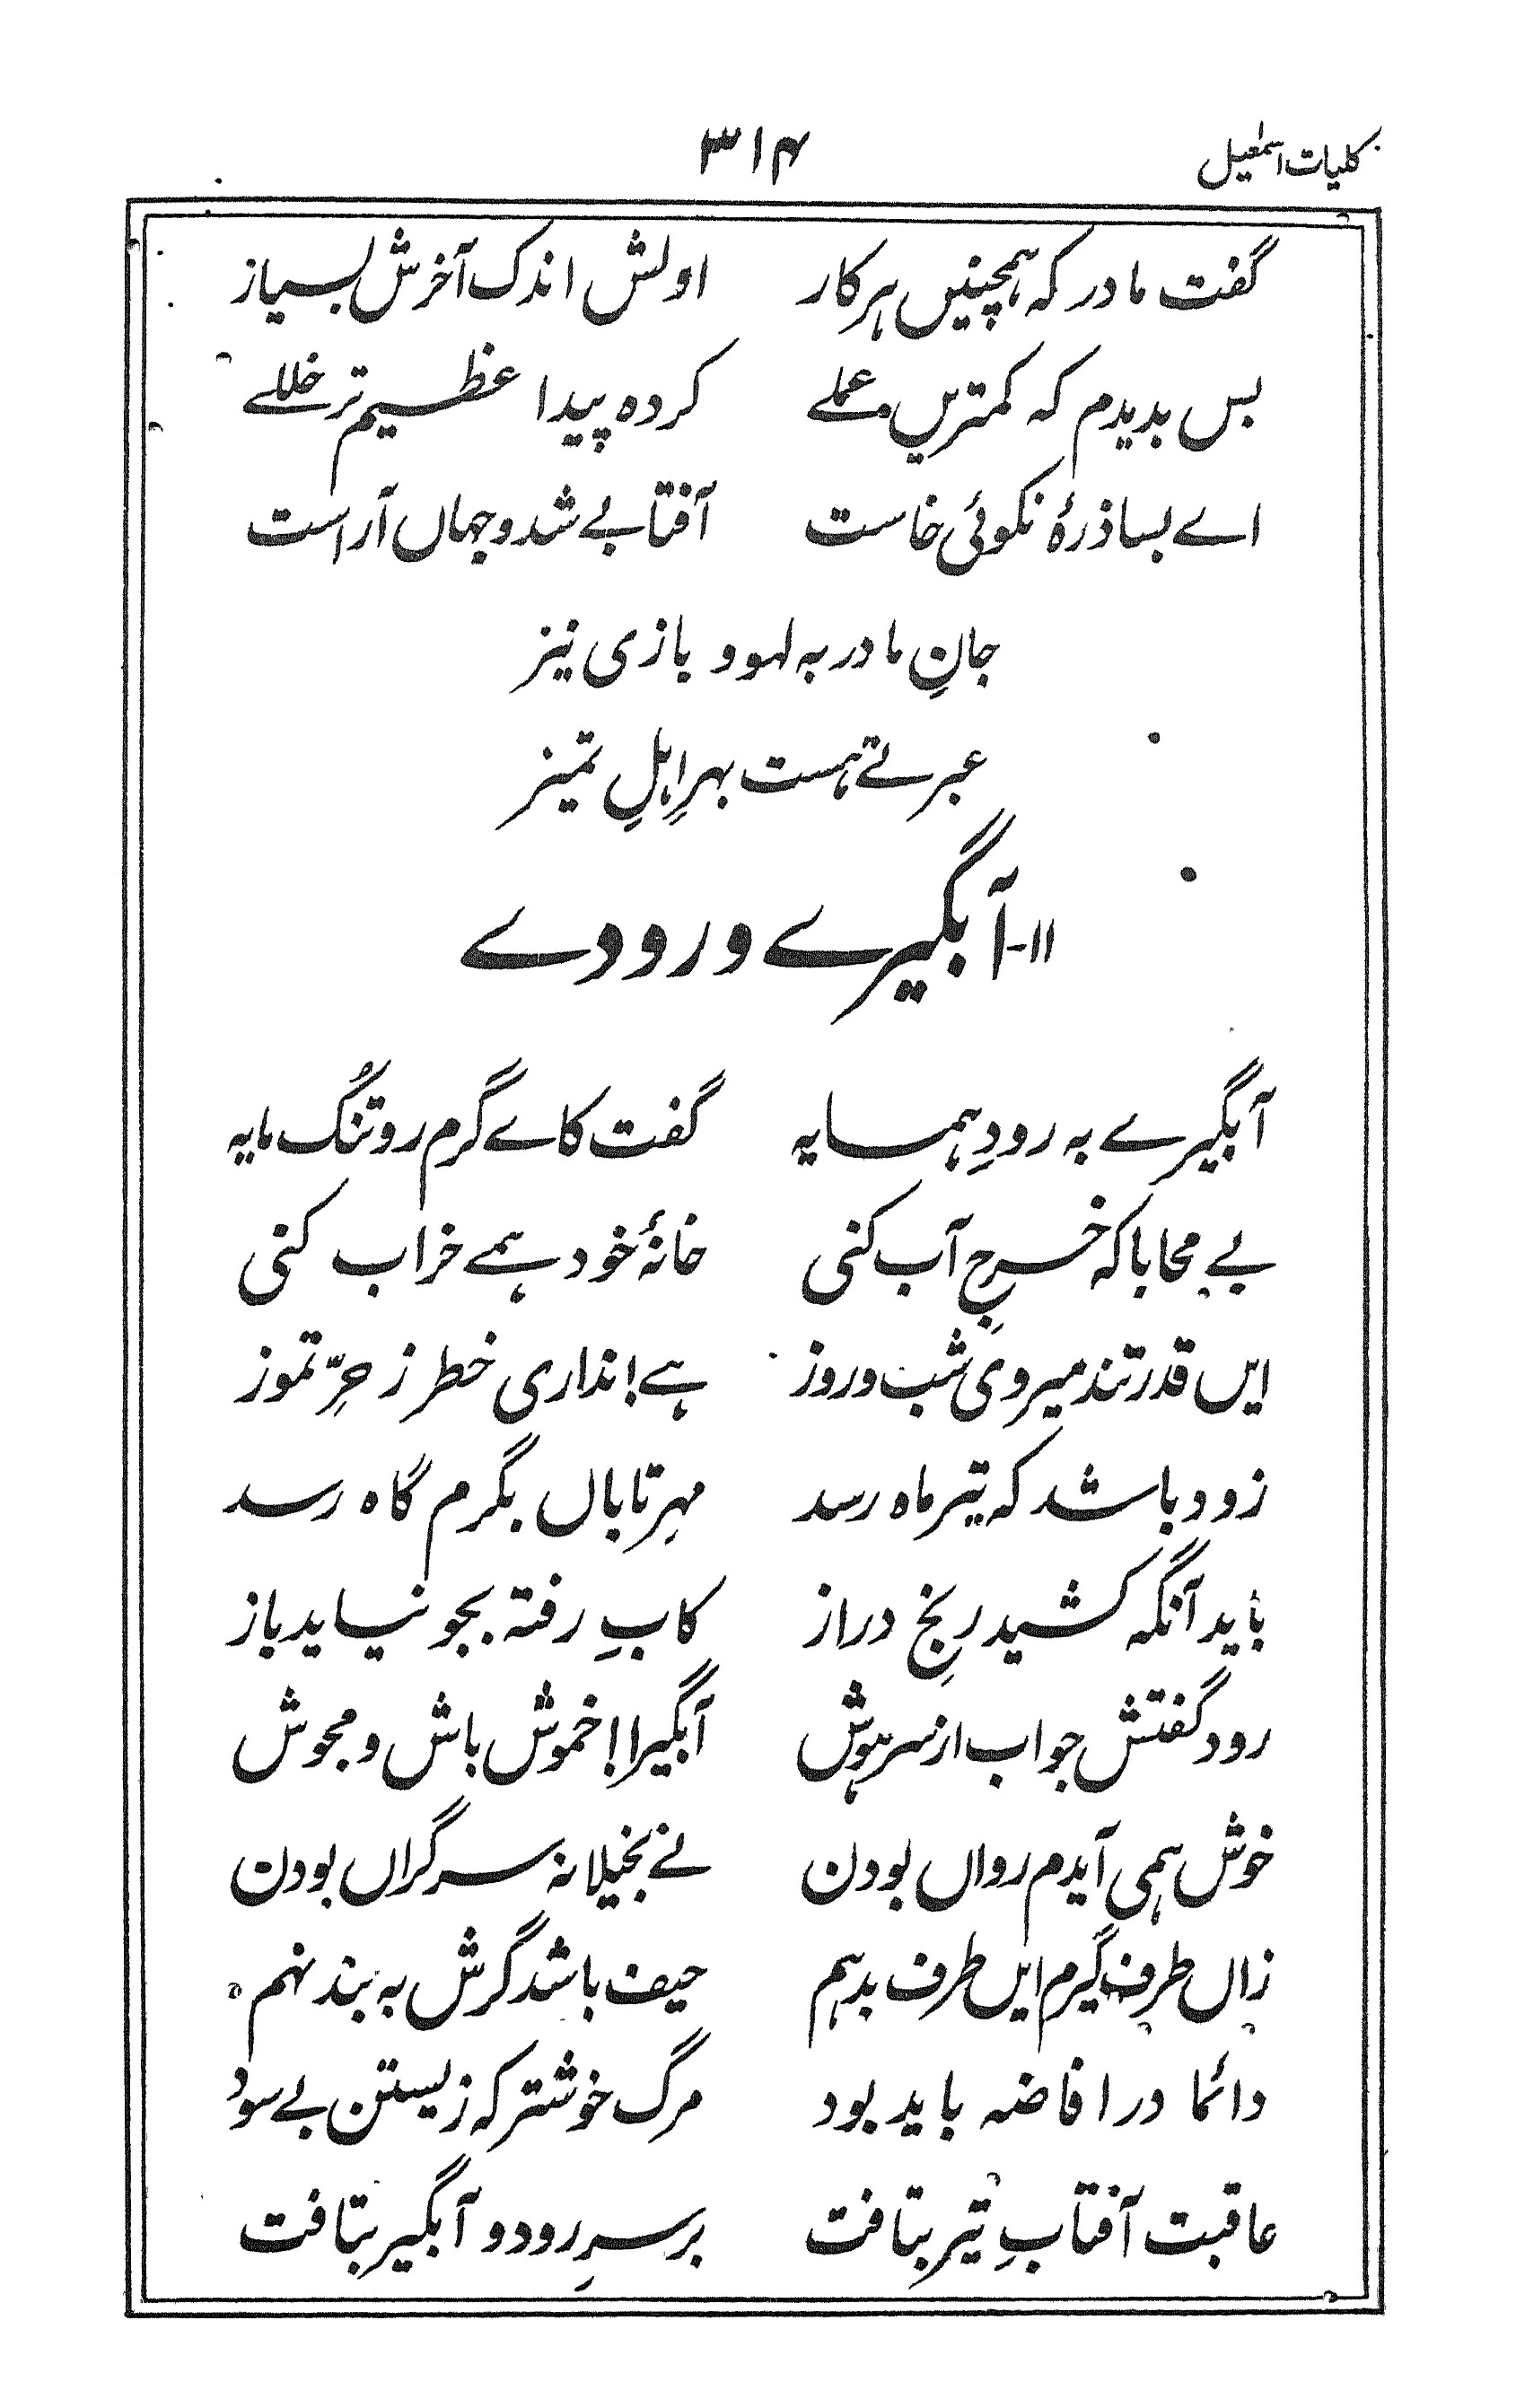 کلیات اسمٰعیل ۳۱۴
گفت مادر کہ ہمچنیں ہر کار اولش اندک آخرش بسیار
بس بدیدم کہ کمتریں عملے کردہ پیدا عظیم تر خللے
اے بسا ذرۂ نکوئی خاست آفتابے شد و جہاں آراست
جانِ مادر بہ لہو و بازی نیز
عبرتے ہست بہرِ اہلِ تمیز
۱۱- آبگیرے و رودے
آبگیرے بہ رودِ ہمسایہ گفت کاے گرم رو تنُک مایہ
بے محابا کہ خرجِ آب کنی خانۂ خود ہمے خراب کنی
ایں قدر تند میروی شب و روز ہے! نداری خطر ز حرِّ تموز
زود باشد کہ تیر ماہ رسد مہرِ تاباں بگرم گاہ رسد
باید آنگہ کشید رنجِ دراز کابِ رفتہ بجو نیاید باز
رود گفتش جواب از سرِ ہوش آبگیرا! خموش باش و مجوش
خوش ہمی آیدم رواں بودن نے بخیلانہ سرگراں بودن
زاں طرف گیرم ایں طرف بدہم حیف باشد گرش بہ بند نہم
دائما در افاضہ باید بود مرگ خوشتر کہ زیستن بے سود
عاقبت آفتابِ تیر بتافت بر سرِ رود و آبگیر بتافت